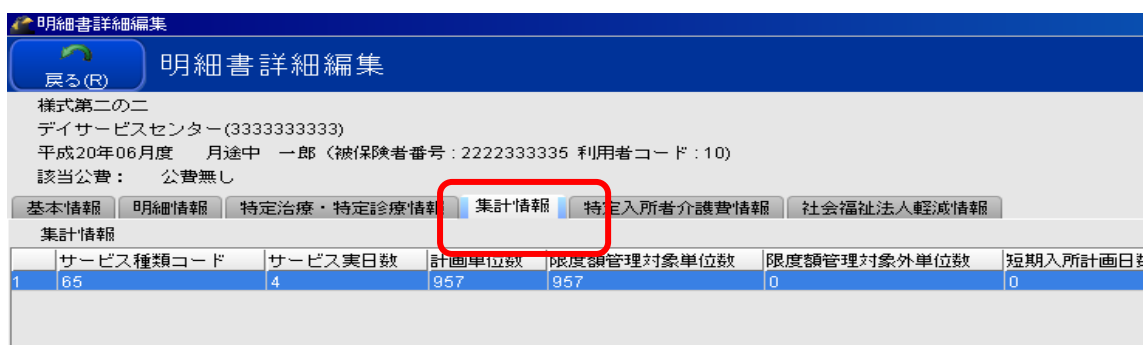 明細書詳細編集
戻る(R) 明細書詳細編集
様式第二の二
デイサービスセンター(3333333333)
平成20年06月度 月途中 一郎（被保険者番号:2222333335 利用者コード:10)
該当公費： 公費無し
基本情報 明細情報 特定治療・特定診療情報 集計情報 特定入所者介護費情報 社会福祉法人軽減情報
集計情報
サービス種類コード サービス実日数 計画単位数 限度額管理対象単位数 限度額管理対象外単位数 短期入所計画日数
1 65 4 957 957 0 0